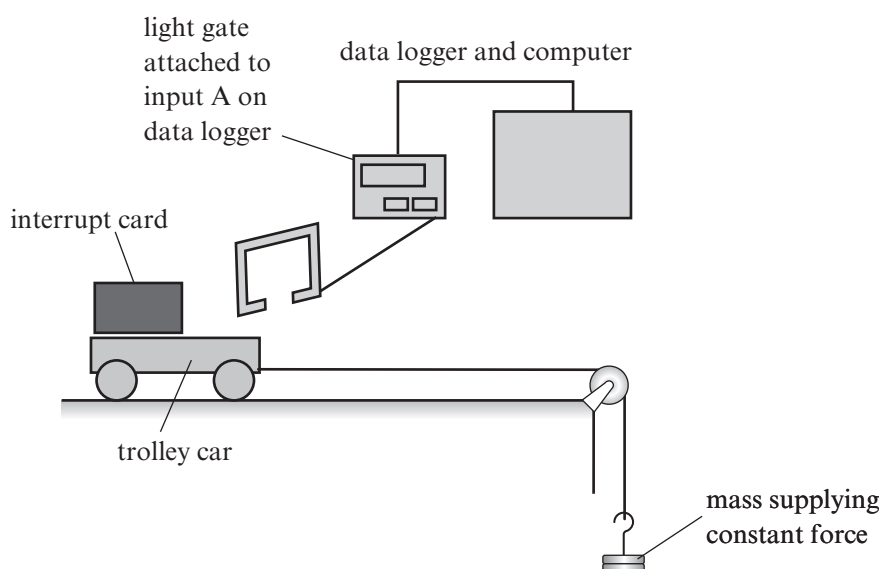 light gate
attached to
input A on
data logger
data logger and computer
interrupt card
trolley car
mass supplying
constant force